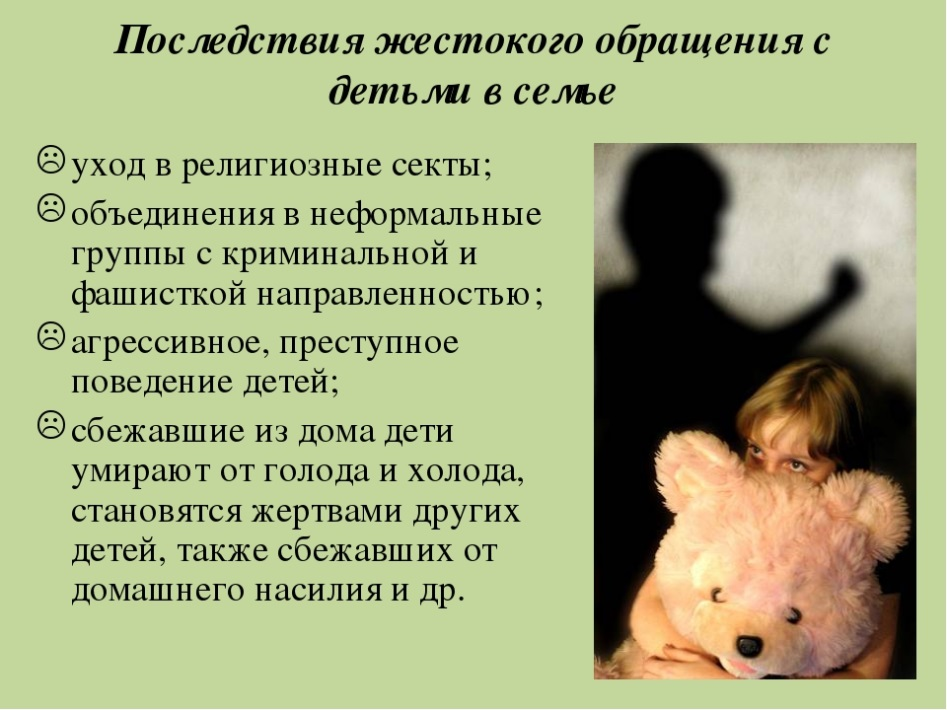 Последствия жестокого обращения с
детьми в семье
уход в религиозные секты;
объединения в неформальные
группы с криминальной и
фашисткой направленностью;
агрессивное, преступное
поведение детей;
сбежавшие из дома дети
умирают от голода и холода,
становятся жертвами других
детей, также сбежавших от
домашнего насилия и др.